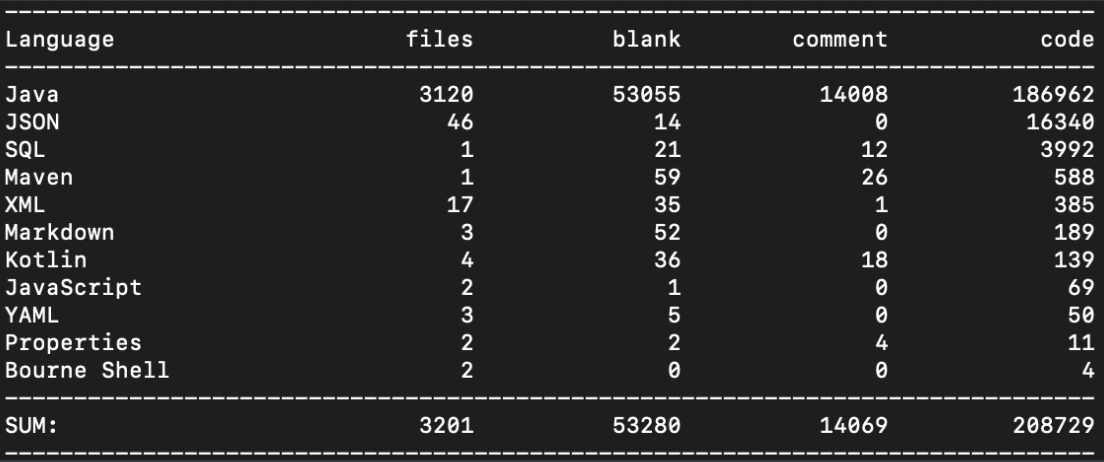 Language files blank comment code
Java 3120 53055 14008 186962
JSON 46 14 0 16340
SQL 1 21 12 3992
Maven 1 59 26 588
XML 17 35 1 385
Markdown 3 52 0 189
Kotlin 4 36 18 139
JavaScript 2 1 0 69
YAML 3 5 0 50
Properties 2 2 4 11
Bourne Shell 2 0 0 4
SUM: 3201 53280 14069 208729